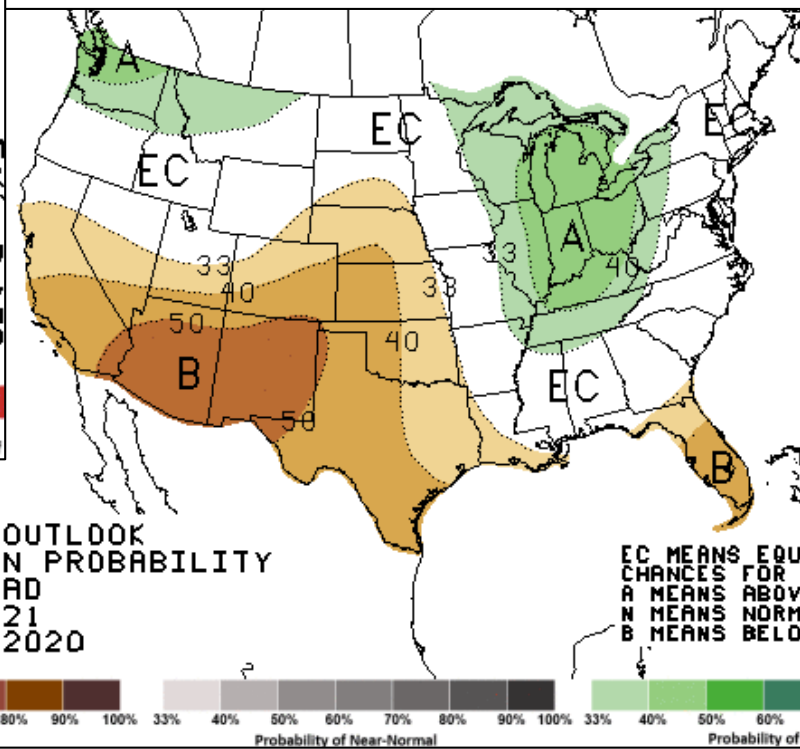 A
EC
EC
EC
A
33
33
40
40
33
50
40
B
EC
50
B
OUTLOOK
N PROBABILITY
AD
21
2020
EC MEANS EQU
CHANCES FOR
A MEANS ABOV
N MEANS NORM
B MEANS BELO
80% 90% 100% 33% 40% 50% 60% 70% 80% 90% 100% 33% 40% 50% 60%
Probability of Near-Normal Probability of